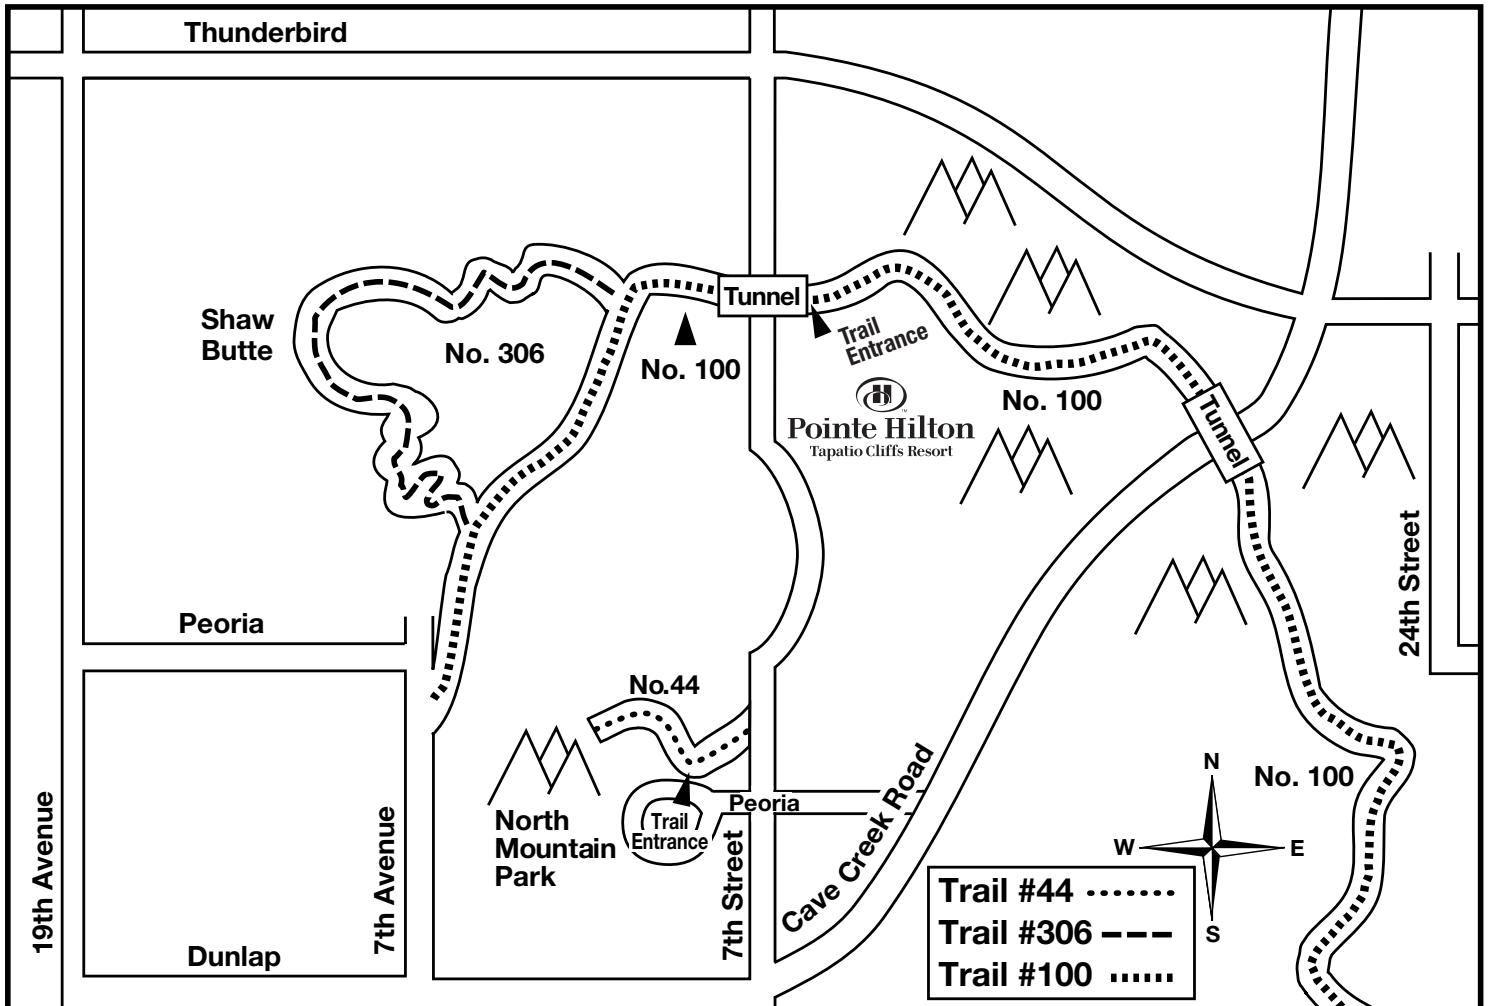 Thunderbird
Shaw
Butte
No. 306
Tunnel
No. 100
Trail
Entrance
Pointe Hilton
™
Tapatio Cliffs Resort
No. 100
Tunnel
24th Street
Peoria
No.44
North
Mountain
Park
Trail
Entrance
Peoria
19th Avenue
7th Avenue
7th Street
Cave Creek Road
Dunlap
No. 100
N
W
E
S
Trail #44
Trail #306
Trail #100